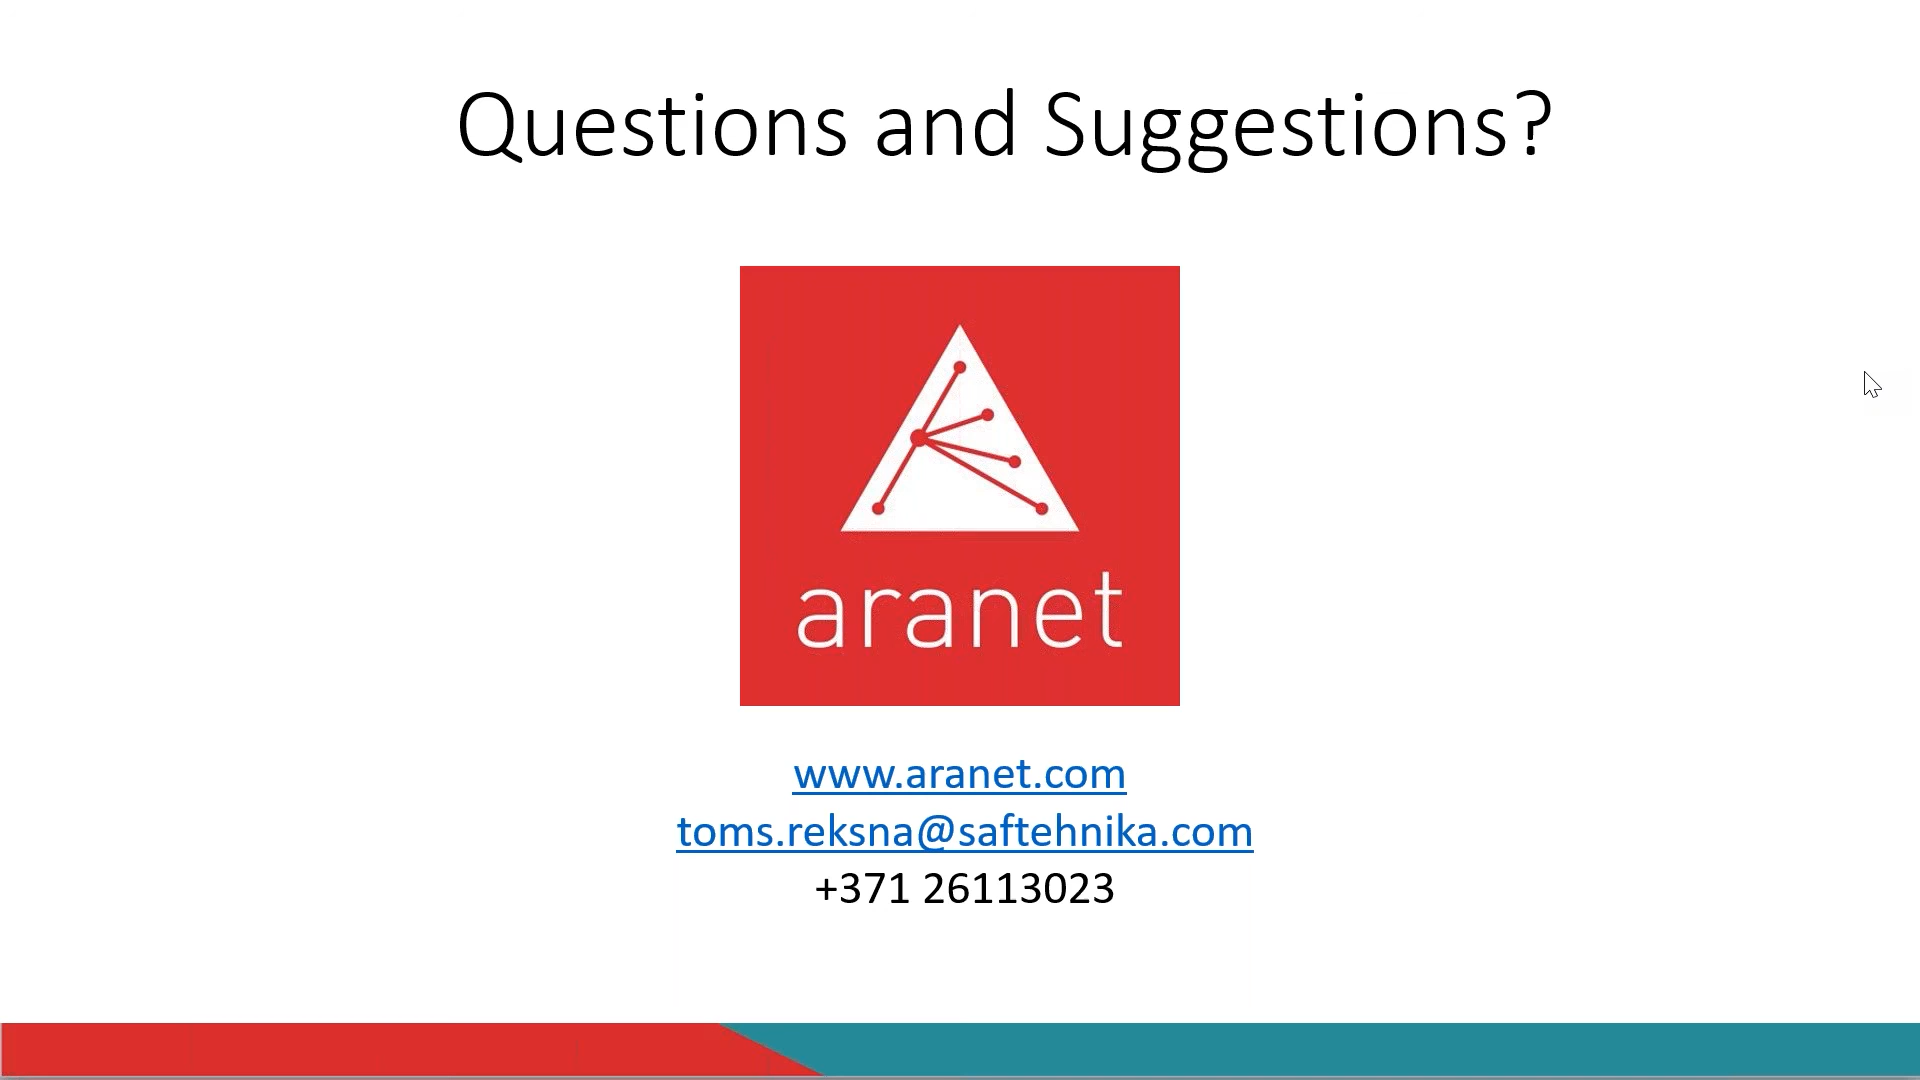 Questions and Suggestions?
aranet
www.aranet.com
toms.reksna@saftehnika.com
+371 26113023